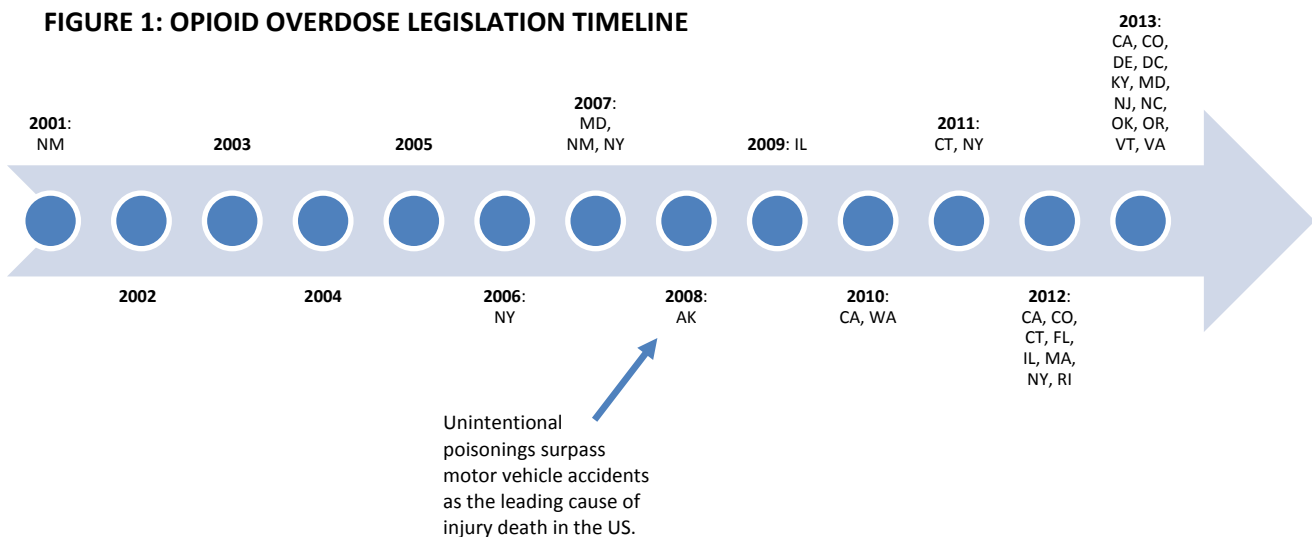 FIGURE 1: OPIOID OVERDOSE LEGISLATION TIMELINE
2001:
NM
2002
2003
2004
2005
2006:
NY
2007:
MD,
NM, NY
2008:
AK
2009: IL
2010:
CA, WA
2011:
CT, NY
2012:
CA, CO,
CT, FL,
IL, MA,
NY, RI
2013:
CA, CO,
DE, DC,
KY, MD,
NJ, NC,
OK, OR,
VT, VA
Unintentional
poisonings surpass
motor vehicle accidents
as the leading cause of
injury death in the US.